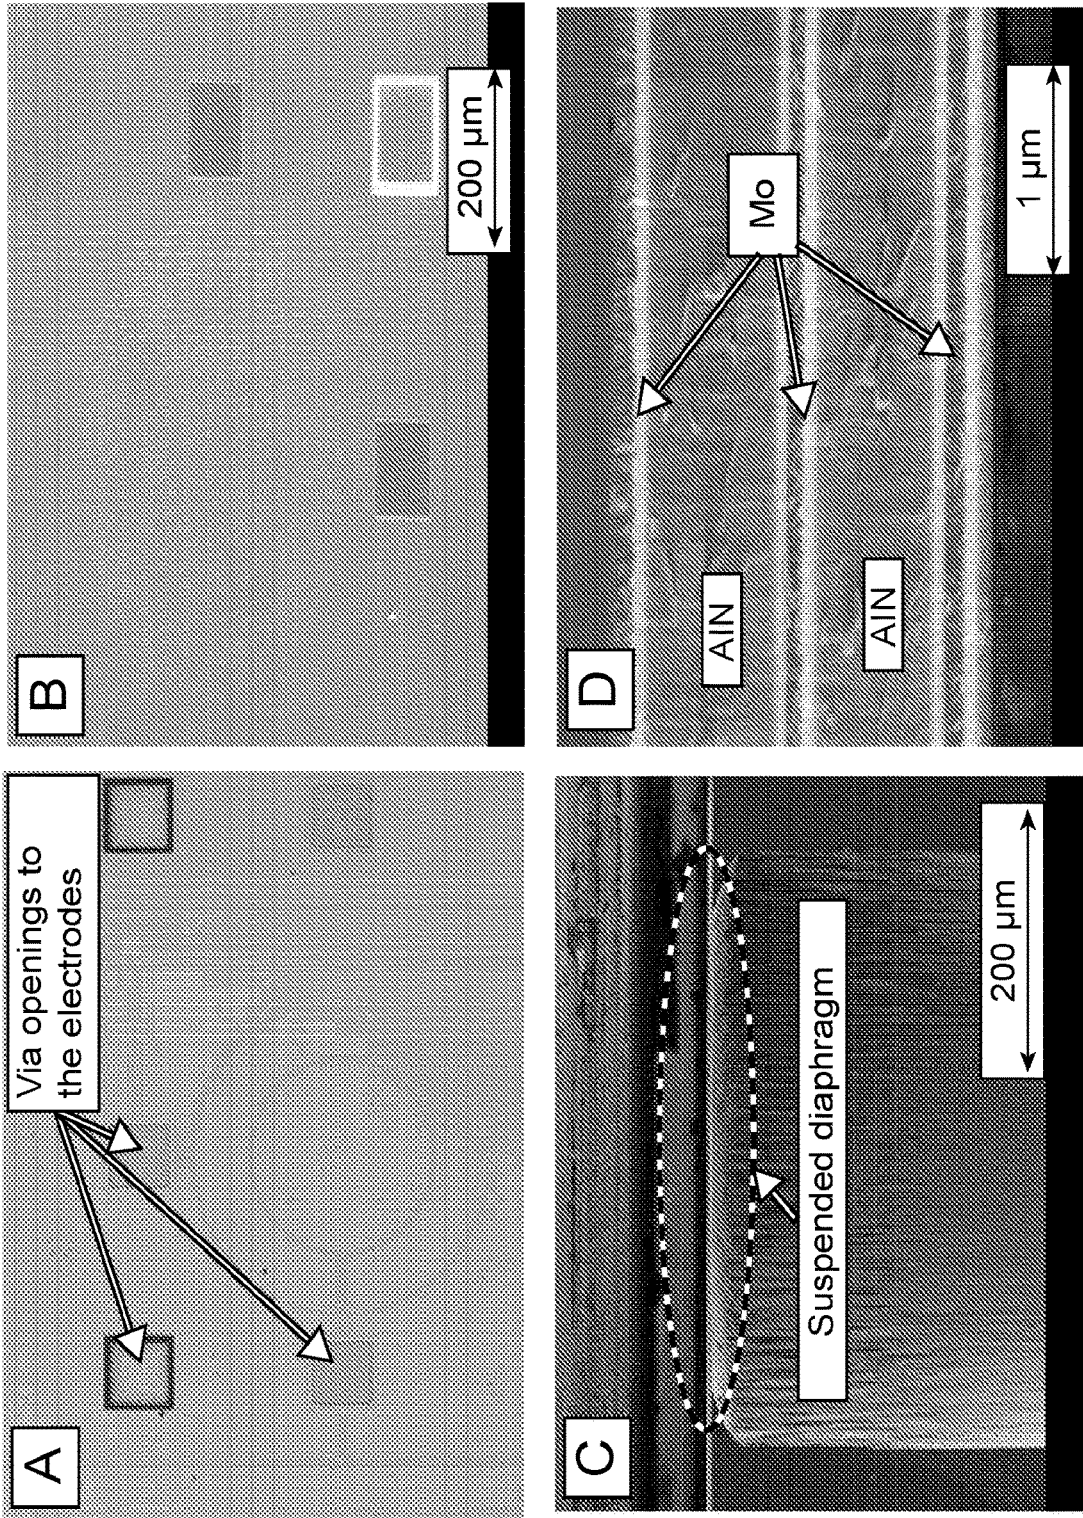 A
Via openings to
the electrodes
B
200 µm
C
Suspended diaphragm
200 µm
D
AlN
AlN
Mo
1 µm